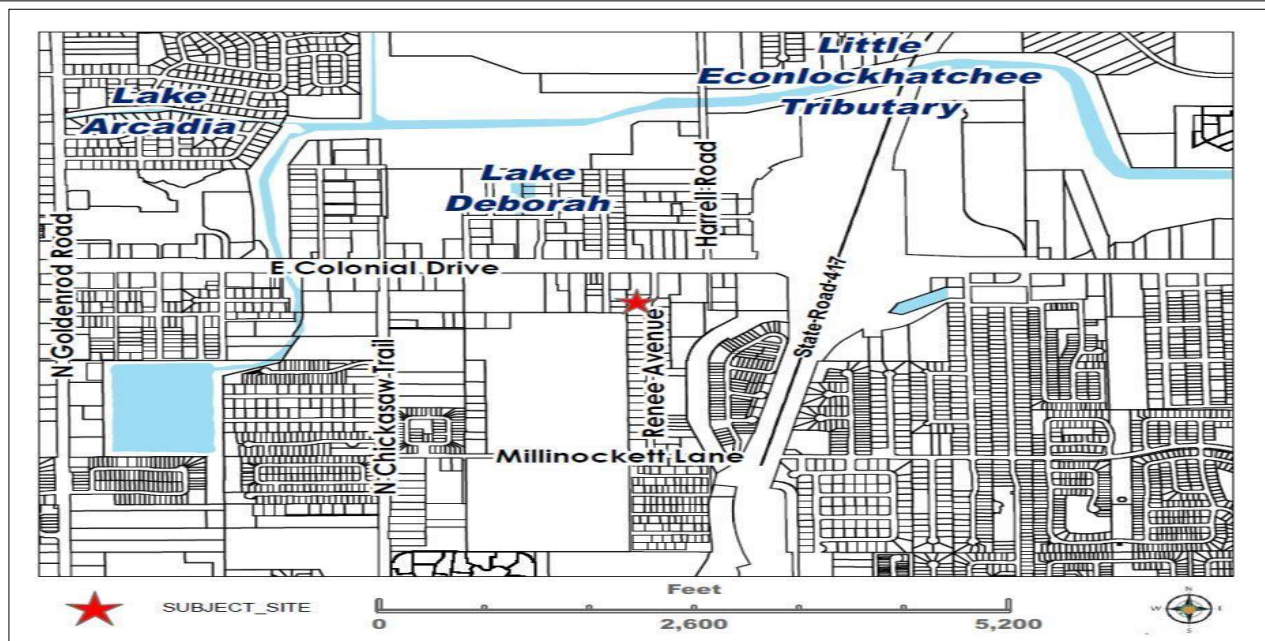 Little
Econlockhatchee
Tributary
Lake
Arcadia
Lake
Deborah
Harrell Road
N Goldenrod Road
E Colonial Drive
State Road 417
Renee Avenue
N Chickasaw Trail
Millinockett Lane
SUBJECT_SITE
Feet
0
2,600
5,200
N
W
E
S